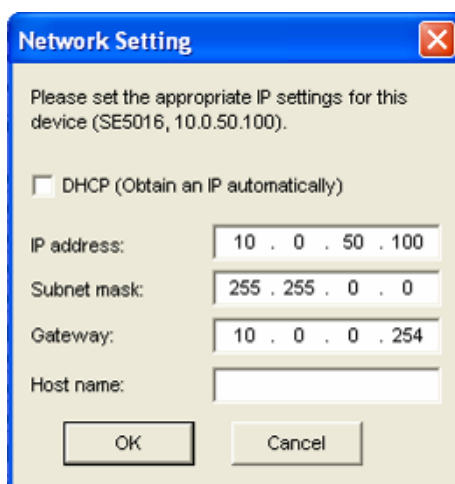 Network Setting
Please set the appropriate IP settings for this
device (SE5016, 10.0.50.100).
DHCP (Obtain an IP automatically)
IP address: 10 . 0 . 50 . 100
Subnet mask: 255 . 255 . 0 . 0
Gateway: 10 . 0 . 0 . 254
Host name:
OK Cancel